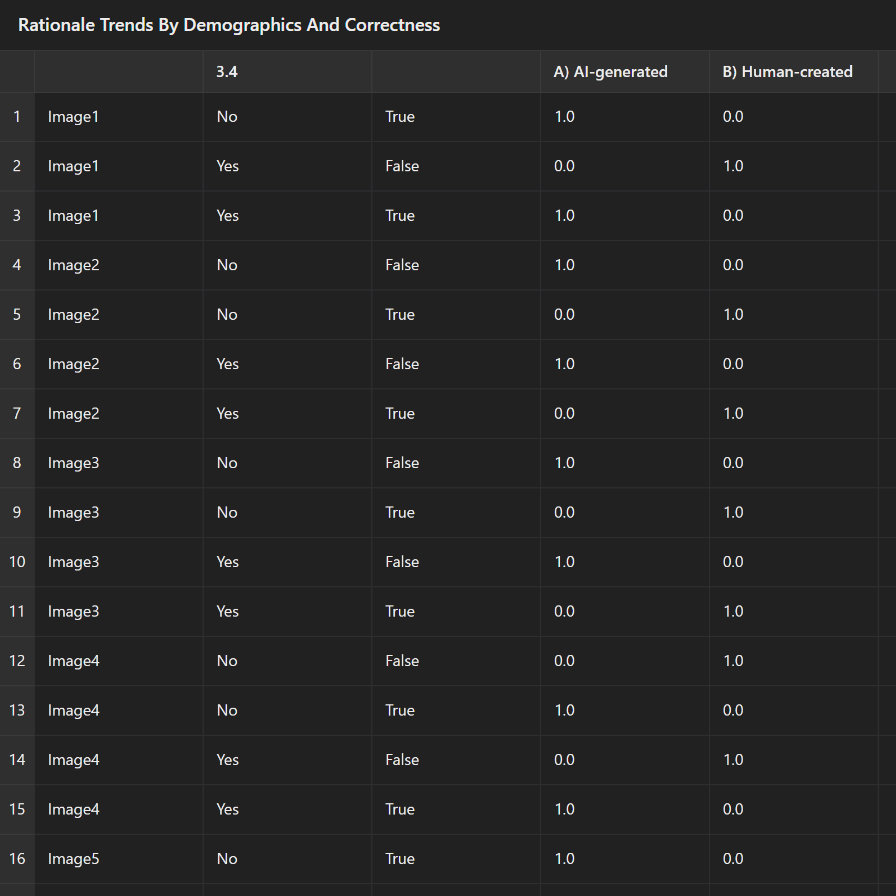 Rationale Trends By Demographics And Correctness
3.4 A) AI-generated B) Human-created
1 Image1 No True 1.0 0.0
2 Image1 Yes False 0.0 1.0
3 Image1 Yes True 1.0 0.0
4 Image2 No False 1.0 0.0
5 Image2 No True 0.0 1.0
6 Image2 Yes False 1.0 0.0
7 Image2 Yes True 0.0 1.0
8 Image3 No False 1.0 0.0
9 Image3 No True 0.0 1.0
10 Image3 Yes False 1.0 0.0
11 Image3 Yes True 0.0 1.0
12 Image4 No False 0.0 1.0
13 Image4 No True 1.0 0.0
14 Image4 Yes False 0.0 1.0
15 Image4 Yes True 1.0 0.0
16 Image5 No True 1.0 0.0